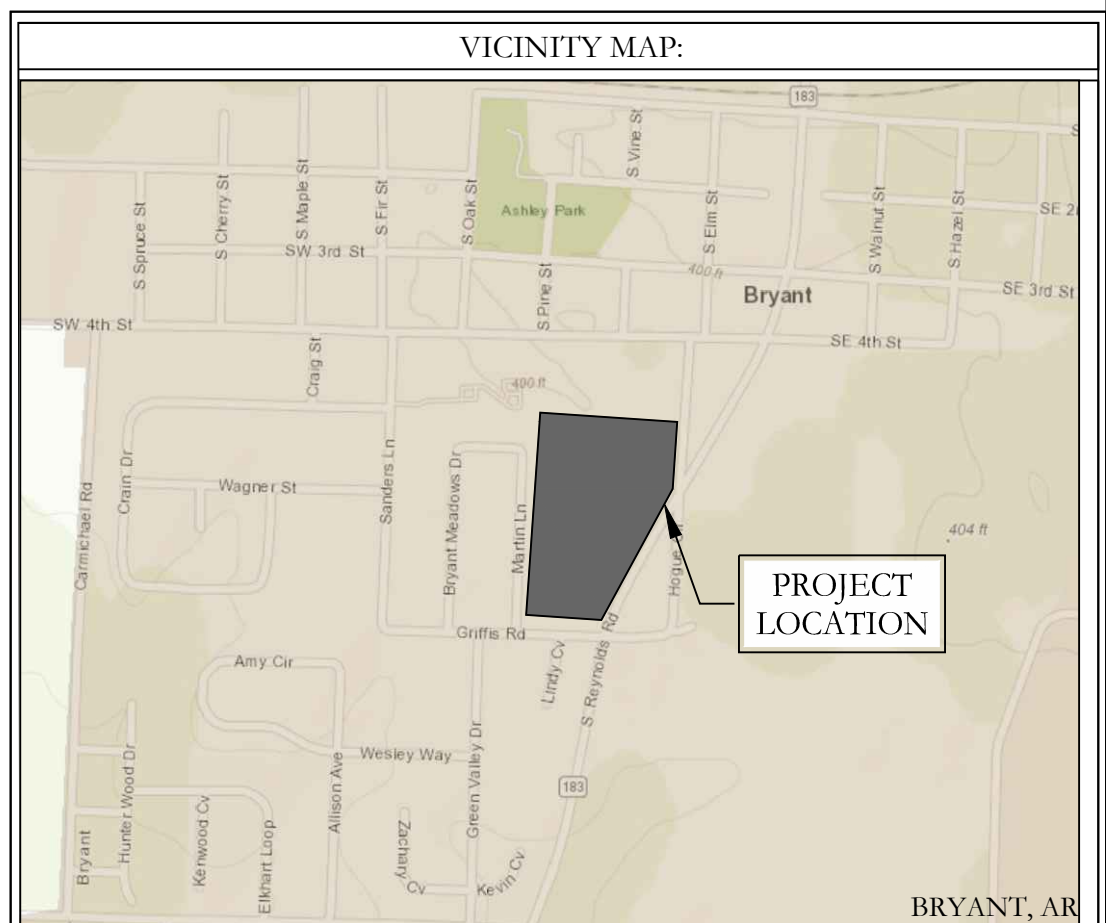 VICINITY MAP:
183
S Vine St
S Cherry St
S Maple St
S Fir St
S Oak St
S Spruce St
Ashley Park
S Elm St
S Walnut St
S Hazel St
SE 2
SW 3rd St
S Pine St
400 ft
Bryant
SE 3rd St
SW 4th St
SE 4th St
Craig St
400 ft
Crain Dr
Wagner St
Sanders Ln
Bryant Meadows Dr
Martin Ln
Carmichael Rd
404 ft
PROJECT
LOCATION
Griffis Rd
Lindy Cv
S Reynolds Rd
Amy Cir
Wesley Way
183
Hunter Wood Dr
Allison Ave
Green Valley Dr
Bryant
Kenwood Cv
Elkhart Loop
Zachary
Cv
Kevin Cv
BRYANT, AR